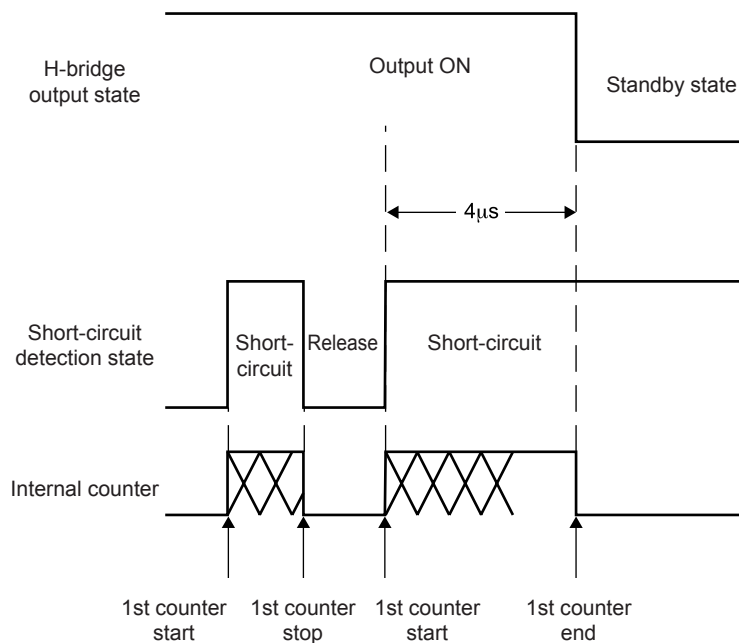 H-bridge
output state
Output ON
Standby state
4μs
Short-circuit
detection state
Short-
circuit
Release
Short-circuit
Internal counter
1st counter
start
1st counter
stop
1st counter
start
1st counter
end